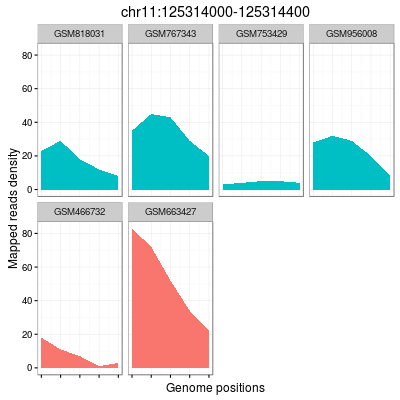 chr11:125314000-125314400
GSM818031 GSM767343 GSM753429 GSM956008
80
60
40
20
0
GSM466732 GSM663427
80
60
40
20
0
Mapped reads density
Genome positions